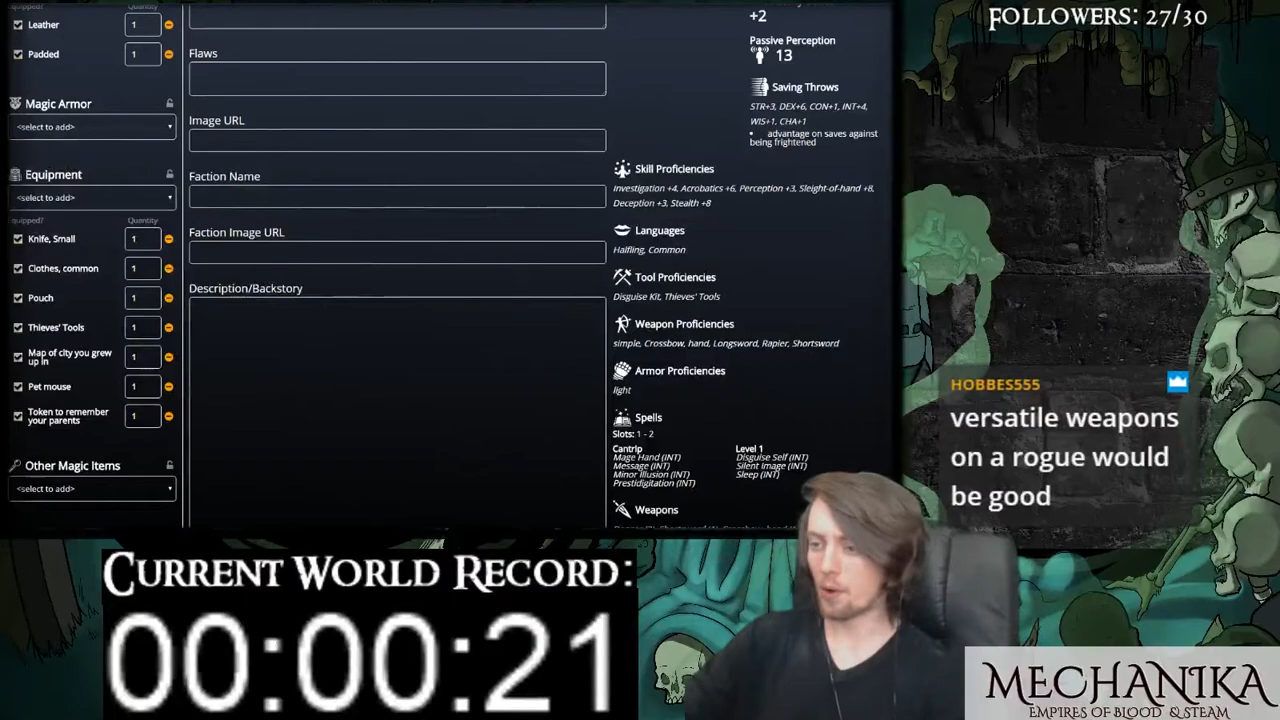 Equipped?
Quantity
Leather
1
Padded
1
Magic Armor
<select to add>
Equipment
<select to add>
Quantity
Knife, Small
1
Clothes, common
1
Pouch
1
Thieves' Tools
1
Map of city you grew
up in
1
Pet mouse
1
Token to remember
your parents
1
Other Magic Items
<select to add>
Flaws
Image URL
Faction Name
Faction Image URL
Description/Backstory
+2
Passive Perception
13
Saving Throws
STR+3, DEX+6, CON+1, INT+4,
WIS+1, CHA+1
• advantage on saves against
being frightened
Skill Proficiencies
Investigation +4, Acrobatics +6, Perception +3, Sleight-of-hand +8,
Deception +3, Stealth +8
Languages
Halfling, Common
Tool Proficiencies
Disguise Kit, Thieves' Tools
Weapon Proficiencies
simple, Crossbow, hand, Longsword, Rapier, Shortsword
Armor Proficiencies
light
Spells
Slots: 1 - 2
Cantrip
Mage Hand (INT)
Message (INT)
Minor Illusion (INT)
Prestidigitation (INT)
Level 1
Disguise Self (INT)
Silent Image (INT)
Sleep (INT)
Weapons
FOLLOWERS: 27/30
HOBBES555
versatile weapons
on a rogue would
be good
CURRENT WORLD RECORD:
00:00:21
MECHANIKA
EMPIRES OF BLOOD & STEAM